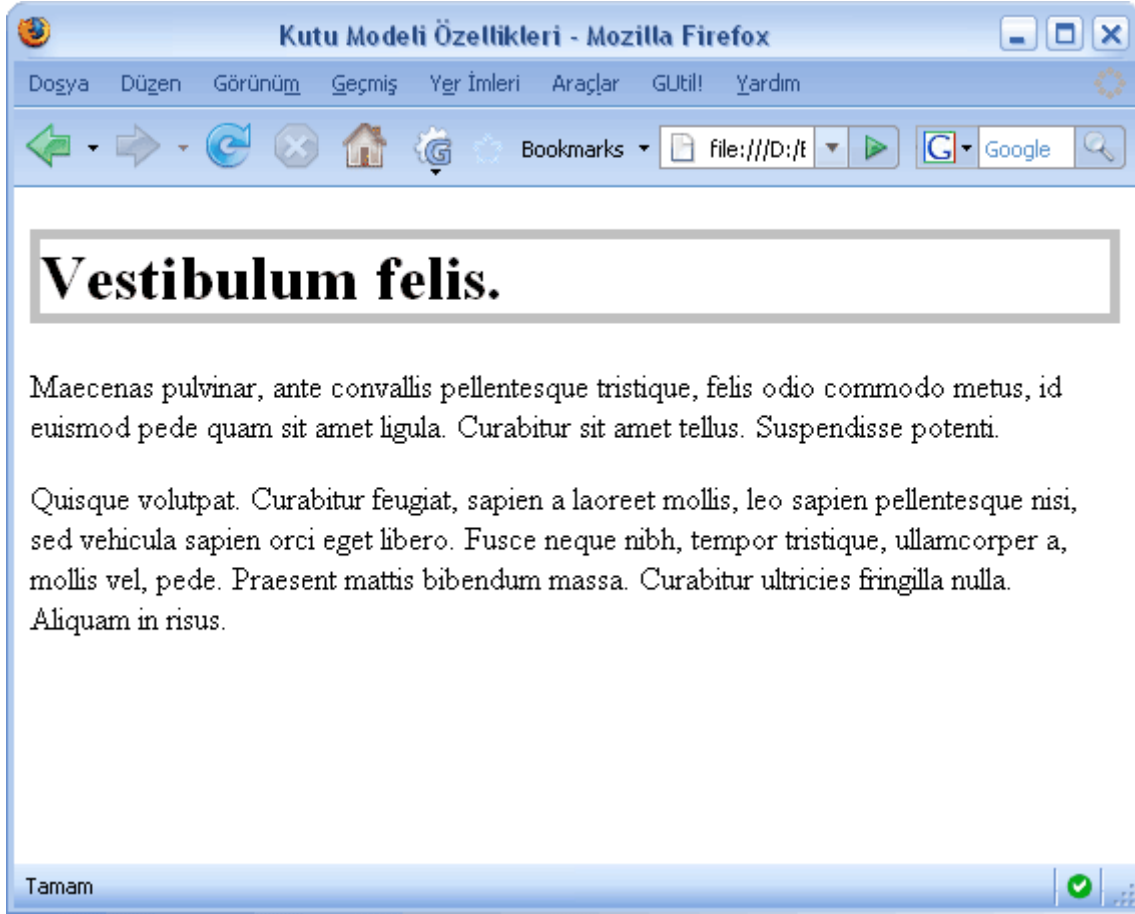 Kutu Modeli Özellikleri - Mozilla Firefox
Dosya Düzen Görünüm Geçmiş Yer İmleri Araçlar GUtil! Yardım
G Bookmarks file:///D:/E G Google
Vestibulum felis.
Maecenas pulvinar, ante convallis pellentesque tristique, felis odio commodo metus, id
euismod pede quam sit amet ligula. Curabitur sit amet tellus. Suspendisse potenti.
Quisque volutpat. Curabitur feugiat, sapien a laoreet mollis, leo sapien pellentesque nisi,
sed vehicula sapien orci eget libero. Fusce neque nibh, tempor tristique, ullamcorper a,
mollis vel, pede. Praesent mattis bibendum massa. Curabitur ultricies fringilla nulla.
Aliquam in risus.
Tamam